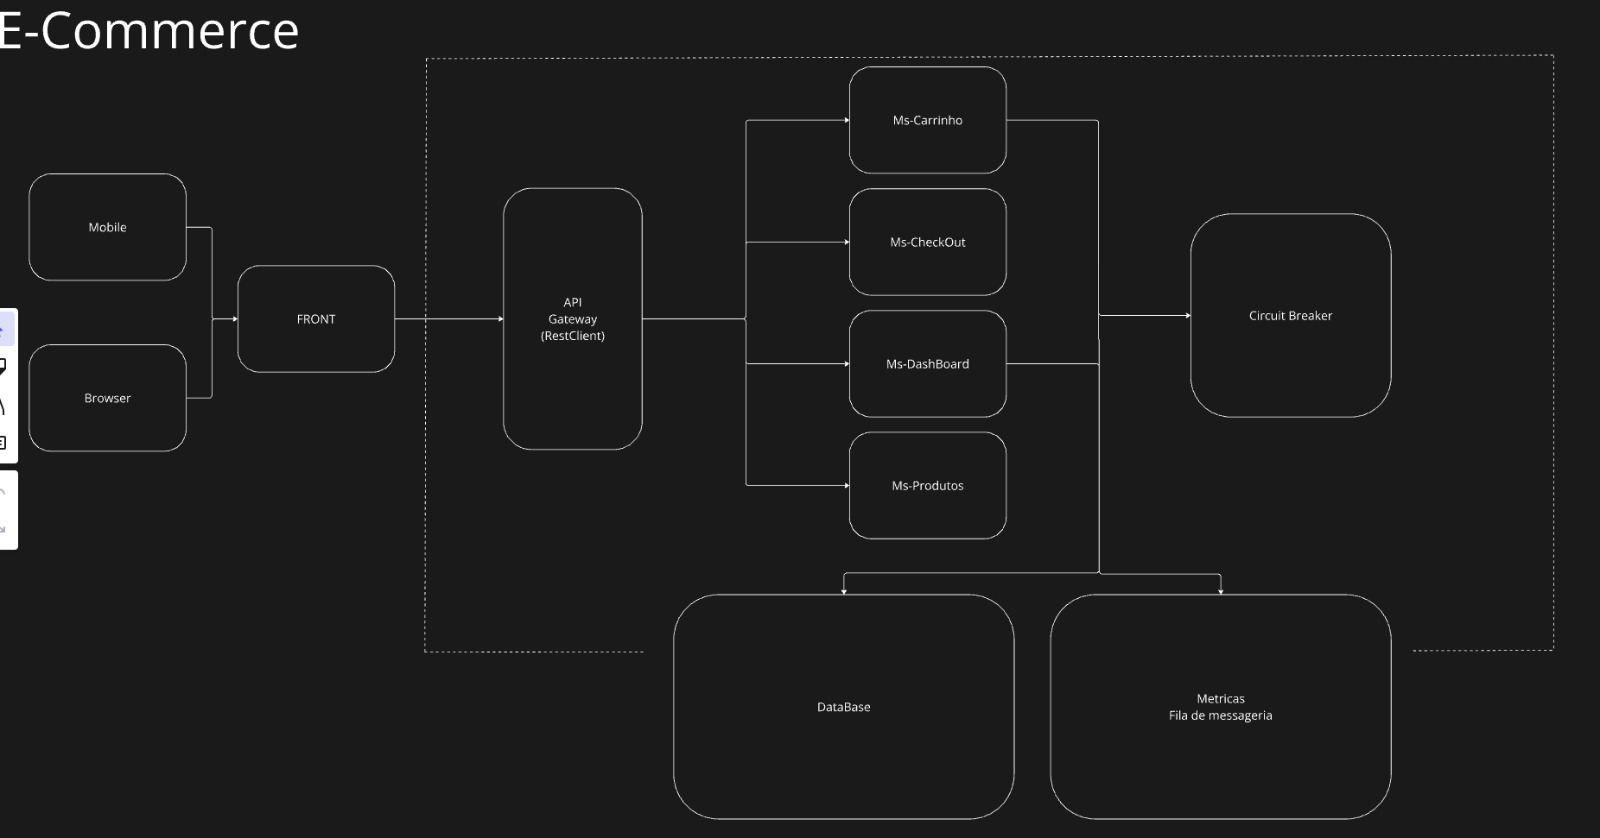 E-Commerce
Mobile
Browser
FRONT
API
Gateway
(RestClient)
Ms-Carrinho
Ms-CheckOut
Ms-DashBoard
Ms-Produtos
Circuit Breaker
DataBase
Metricas
Fila de messageria